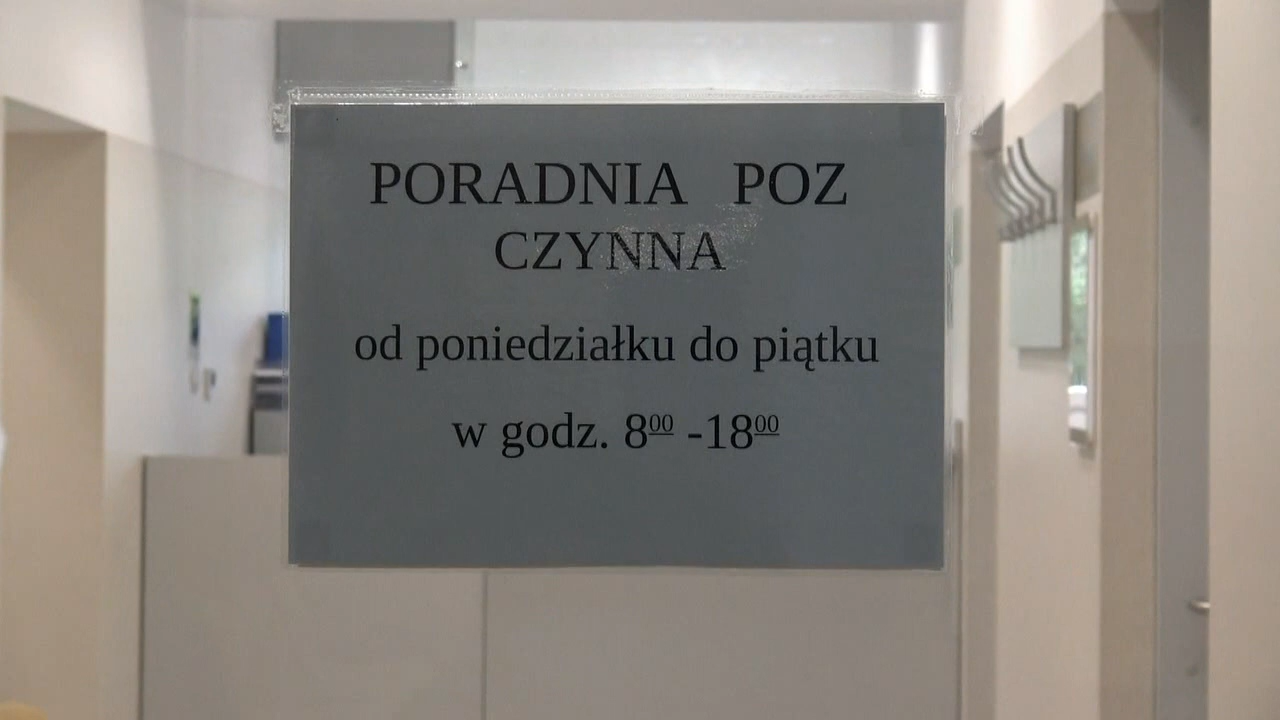 PORADNIA POZ
CZYNNA
od poniedziałku do piątku
w godz. 8⁰⁰ -18⁰⁰